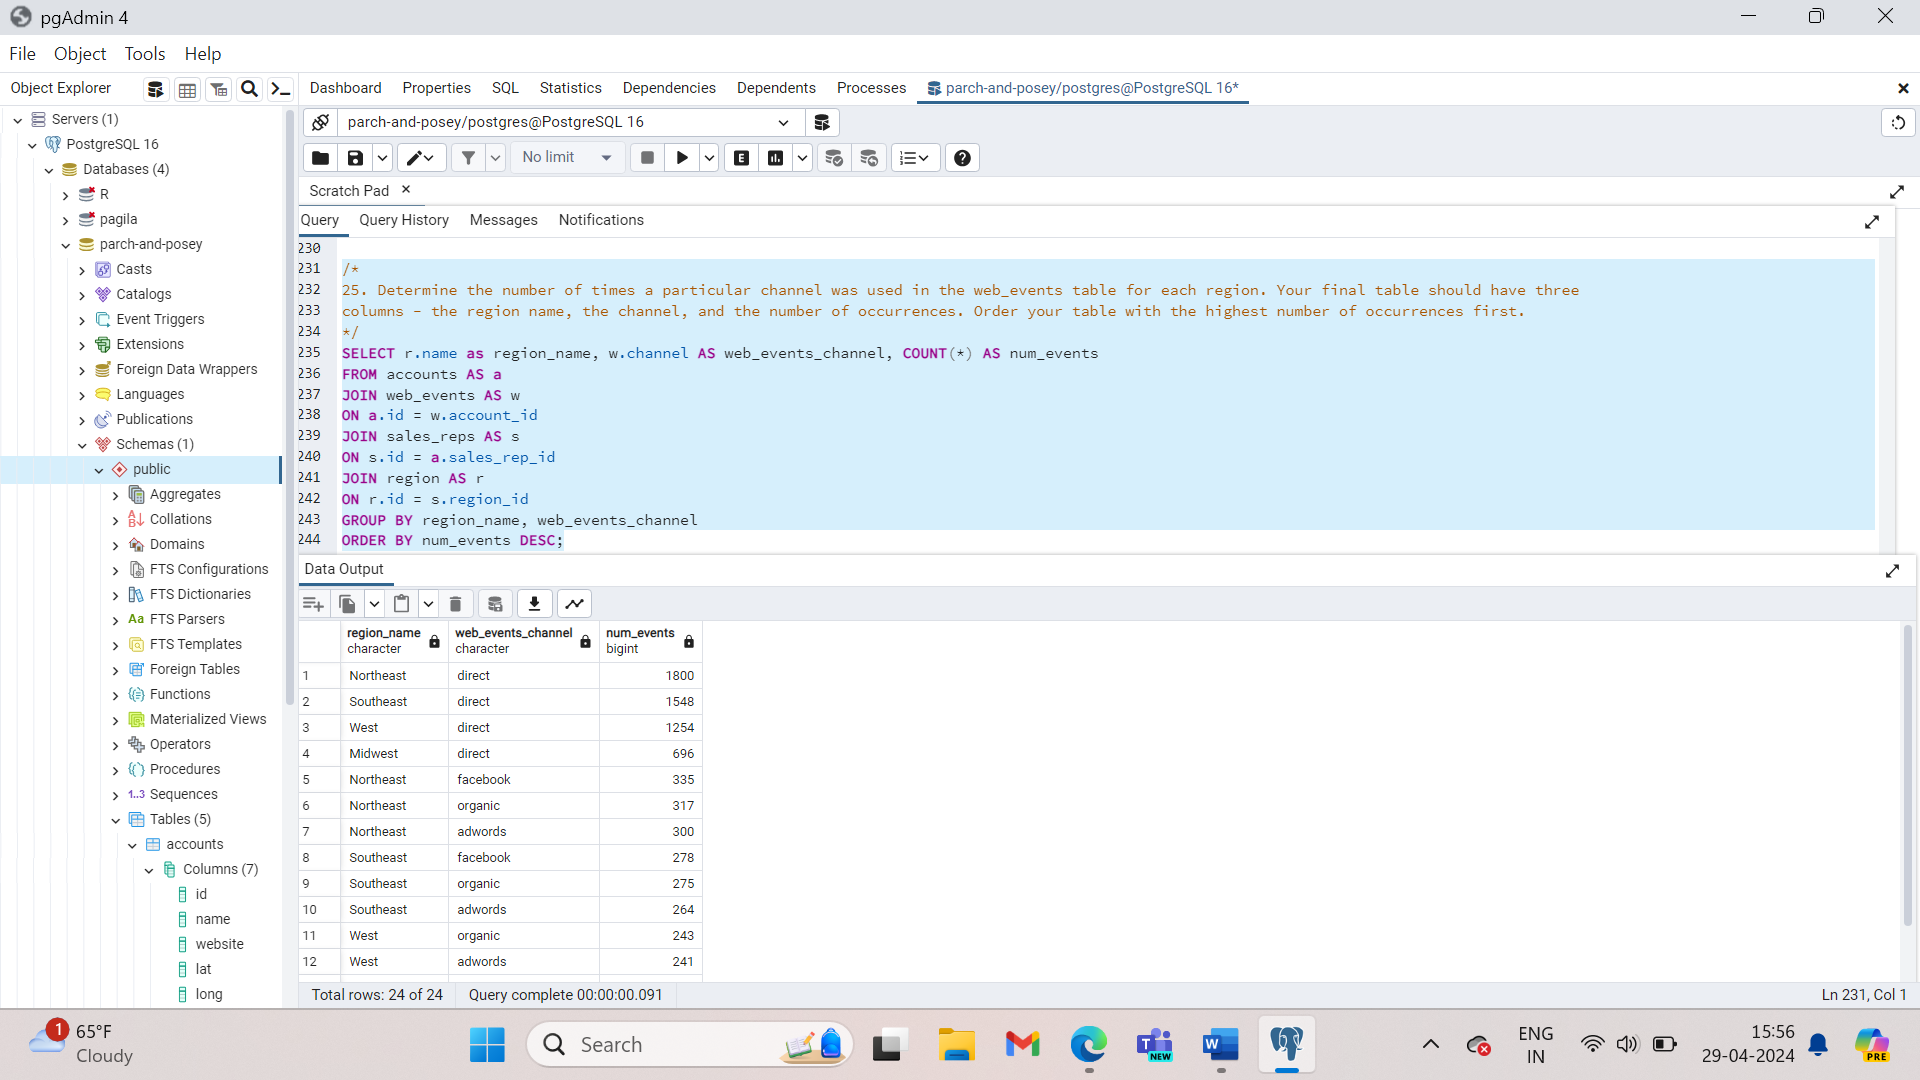 pgAdmin 4
File Object Tools Help
Object Explorer
Dashboard Properties SQL Statistics Dependencies Dependents Processes parch-and-posey/postgres@PostgreSQL 16*
Servers (1)
PostgreSQL 16
Databases (4)
R
pagila
parch-and-posey
Casts
Catalogs
Event Triggers
Extensions
Foreign Data Wrappers
Languages
Publications
Schemas (1)
public
Aggregates
Collations
Domains
FTS Configurations
FTS Dictionaries
Aa FTS Parsers
FTS Templates
Foreign Tables
Functions
Materialized Views
Operators
Procedures
1..3 Sequences
Tables (5)
accounts
Columns (7)
id
name
website
lat
long
parch-and-posey/postgres@PostgreSQL 16
No limit
E
Scratch Pad
Query Query History Messages Notifications
230
231 /*
232 25. Determine the number of times a particular channel was used in the web_events table for each region. Your final table should have three
233 columns - the region name, the channel, and the number of occurrences. Order your table with the highest number of occurrences first.
234 */
235 SELECT r.name as region_name, w.channel AS web_events_channel, COUNT(*) AS num_events
236 FROM accounts AS a
237 JOIN web_events AS w
238 ON a.id = w.account_id
239 JOIN sales_reps AS s
240 ON s.id = a.sales_rep_id
241 JOIN region AS r
242 ON r.id = s.region_id
243 GROUP BY region_name, web_events_channel
244 ORDER BY num_events DESC;
Data Output
region_name web_events_channel num_events
character character bigint
1 Northeast direct 1800
2 Southeast direct 1548
3 West direct 1254
4 Midwest direct 696
5 Northeast facebook 335
6 Northeast organic 317
7 Northeast adwords 300
8 Southeast facebook 278
9 Southeast organic 275
10 Southeast adwords 264
11 West organic 243
12 West adwords 241
Total rows: 24 of 24 Query complete 00:00:00.091 Ln 231, Col 1
1 65°F
Cloudy
Search
NEW
W
ENG
IN
15:56
29-04-2024
PRE